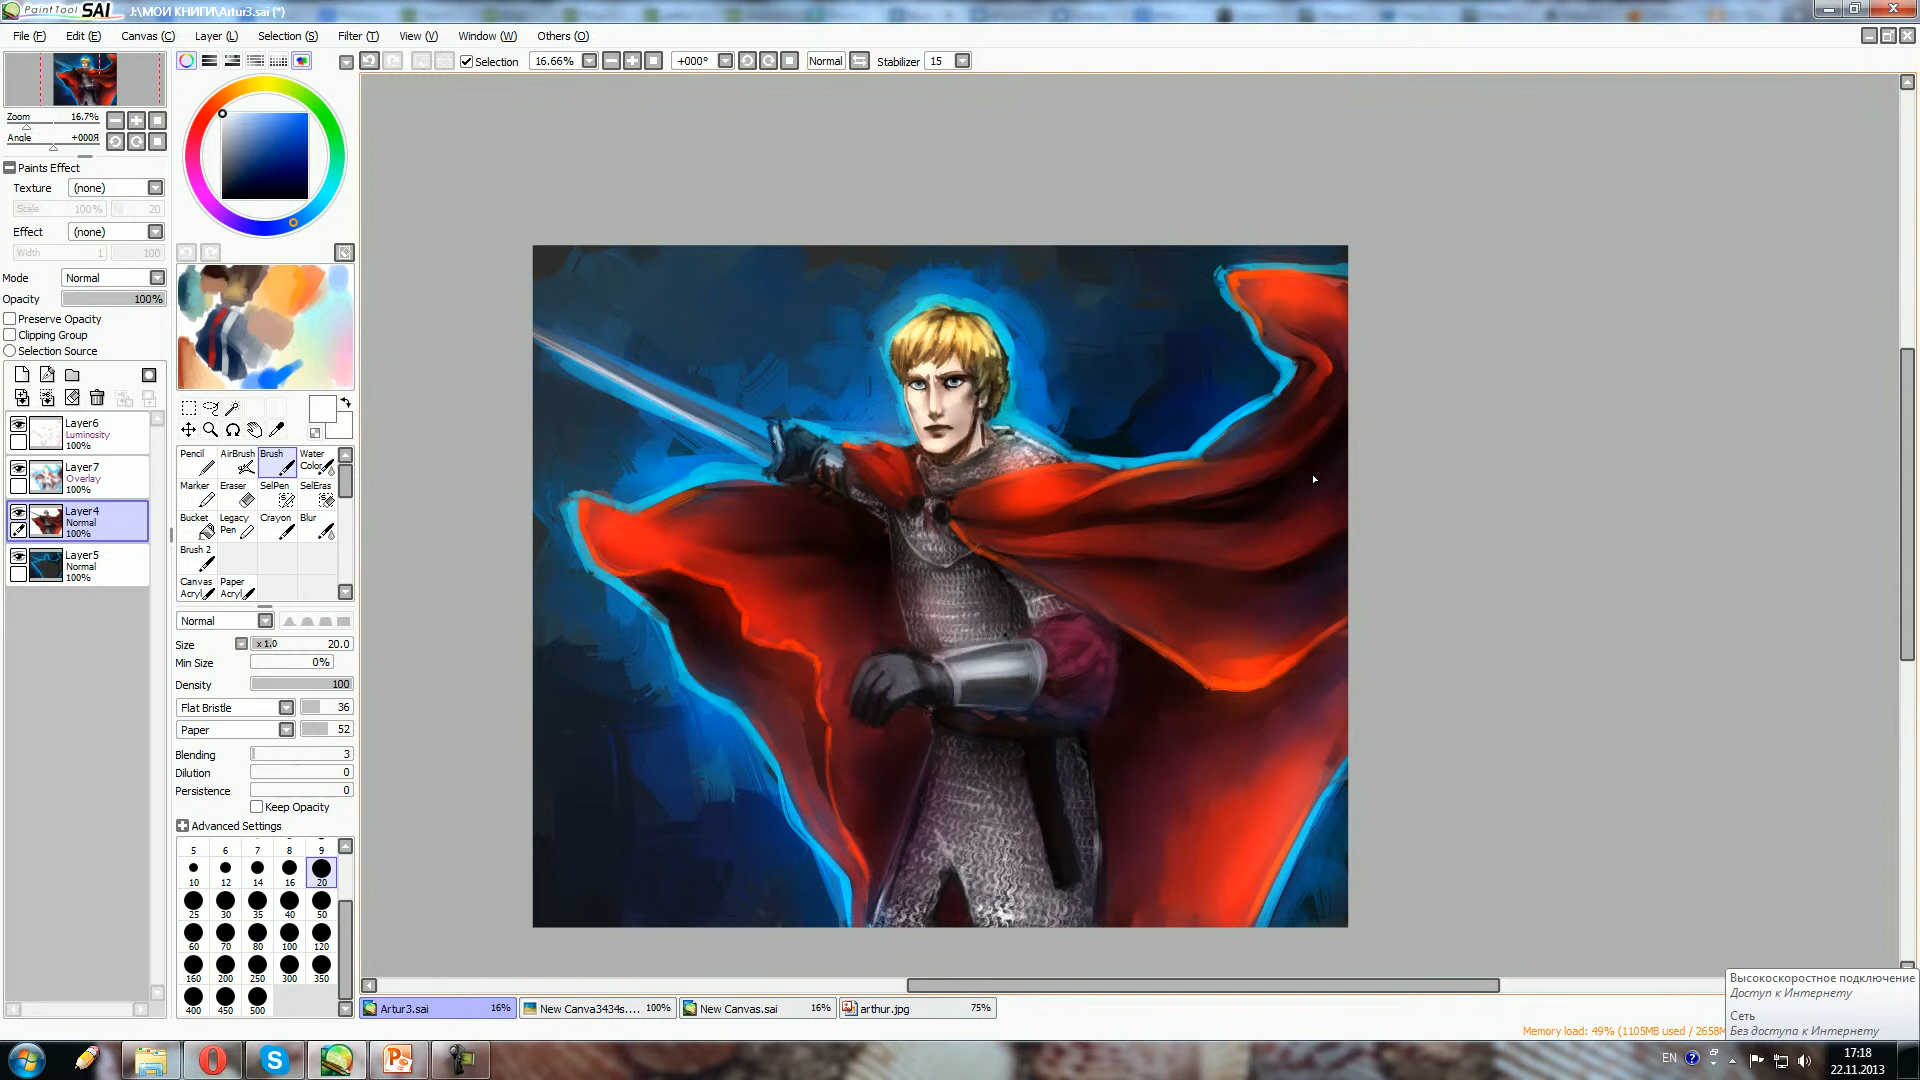 PaintTool SAI J:\МОИ КНИГИ\Artur3.sai (*)
File (F) Edit (E) Canvas (C) Layer (L) Selection (S) Filter (T) View (V) Window (W) Others (O)
Selection 16.66% +000° Normal Stabilizer 15
Zoom 16.7%
Angle +000Я
Paints Effect
Texture (none)
Scale 100% 20
Effect (none)
Width 1 100
Mode Normal
Opacity 100%
Preserve Opacity
Clipping Group
Selection Source
Layer6
Luminosity
100%
Layer7
Overlay
100%
Layer4
Normal
100%
Layer5
Normal
100%
Pencil AirBrush Brush Water Color
Marker Eraser SelPen SelEras
Bucket Legacy Pen Crayon Blur
Brush 2
Canvas Acryl Paper Acryl
Normal
Size x 1.0 20.0
Min Size 0%
Density 100
Flat Bristle 36
Paper 52
Blending 3
Dilution 0
Persistence 0
Keep Opacity
Advanced Settings
5 6 7 8 9
10 12 14 16 20
25 30 35 40 50
60 70 80 100 120
160 200 250 300 350
400 450 500
Artur3.sai 16% New Canva3434s.... 100% New Canvas.sai 16% arthur.jpg 75%
Memory load: 49% (1105MB used / 2658M
Высокоскоростное подключение
Доступ к Интернету
Сеть
Без доступа к Интернету
EN 17:18
22.11.2013